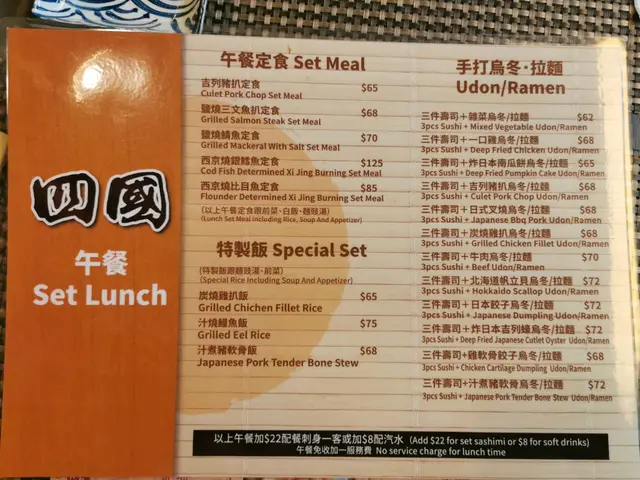 四國
午餐
Set Lunch
午餐定食 Set Meal
吉列豬扒定食 $65
Culet Pork Chop Set Meal
鹽燒三文魚扒定食 $68
Grilled Salmon Steak Set Meal
鹽燒鯖魚定食 $70
Grilled Mackeral With Salt Set Meal
西京燒銀鱈魚定食 $125
Cod Fish Determined Xi Jing Burning Set Meal
西京燒比目魚定食 $85
Flounder Determined Xi Jing Burning Set Meal
(以上午餐定食跟前菜、白飯、麵豉湯)
(Lunch Set Meal Including Rice, Soup And Appetizer)
特製飯 Special Set
(特製飯跟麵豉湯、前菜)
(Special Rice Including Soup And Appetizer)
炭燒雞扒飯 $65
Grilled Chichen Fillet Rice
汁燒鰻魚飯 $75
Grilled Eel Rice
汁煮豬軟骨飯 $68
Japanese Pork Tender Bone Stew
手打烏冬·拉麵
Udon/Ramen
三件壽司＋雜菜烏冬/拉麵 $62
3pcs Sushi + Mixed Vegetable Udon/Ramen
三件壽司＋一口雞烏冬/拉麵 $68
3pcs Sushi + Deep Fried Chicken Udon/Ramen
三件壽司＋炸日本南瓜餅烏冬/拉麵 $65
3pcs Sushi + Deep Fried Pumpkin Cake Udon/Ramen
三件壽司＋吉列豬扒烏冬/拉麵 $68
3pcs Sushi + Culet Pork Chop Udon/Ramen
三件壽司＋日式叉燒烏冬/拉麵 $68
3pcs Sushi + Japanese Bbq Pork Udon/Ramen
三件壽司＋炭燒雞扒烏冬/拉麵 $68
3pcs Sushi + Grilled Chicken Fillet Udon/Ramen
三件壽司＋牛肉烏冬/拉麵 $70
3pcs Sushi + Beef Udon/Ramen
三件壽司＋北海道帆立貝烏冬/拉麵 $72
3pcs Sushi + Hokkaido Scallop Udon/Ramen
三件壽司＋日本餃子烏冬/拉麵 $72
3pcs Sushi + Japanese Dumpling Udon/Ramen
三件壽司＋炸日本吉列蠔烏冬/拉麵 $72
3pcs Sushi + Deep Fried Japanese Cutlet Oyster Udon/Ramen
三件壽司＋雞軟骨餃子烏冬/拉麵 $68
3pcs Sushi + Chicken Cartilage Dumpling Udon/Ramen
三件壽司＋汁煮豬軟骨烏冬/拉麵 $72
3pcs Sushi + Japanese Pork Tender Bone Stew Udon/Ramen
以上午餐加$22配餐刺身一客或加$8配汽水 (Add $22 for set sashimi or $8 for soft drinks)
午餐免收加一服務費 No service charge for lunch time